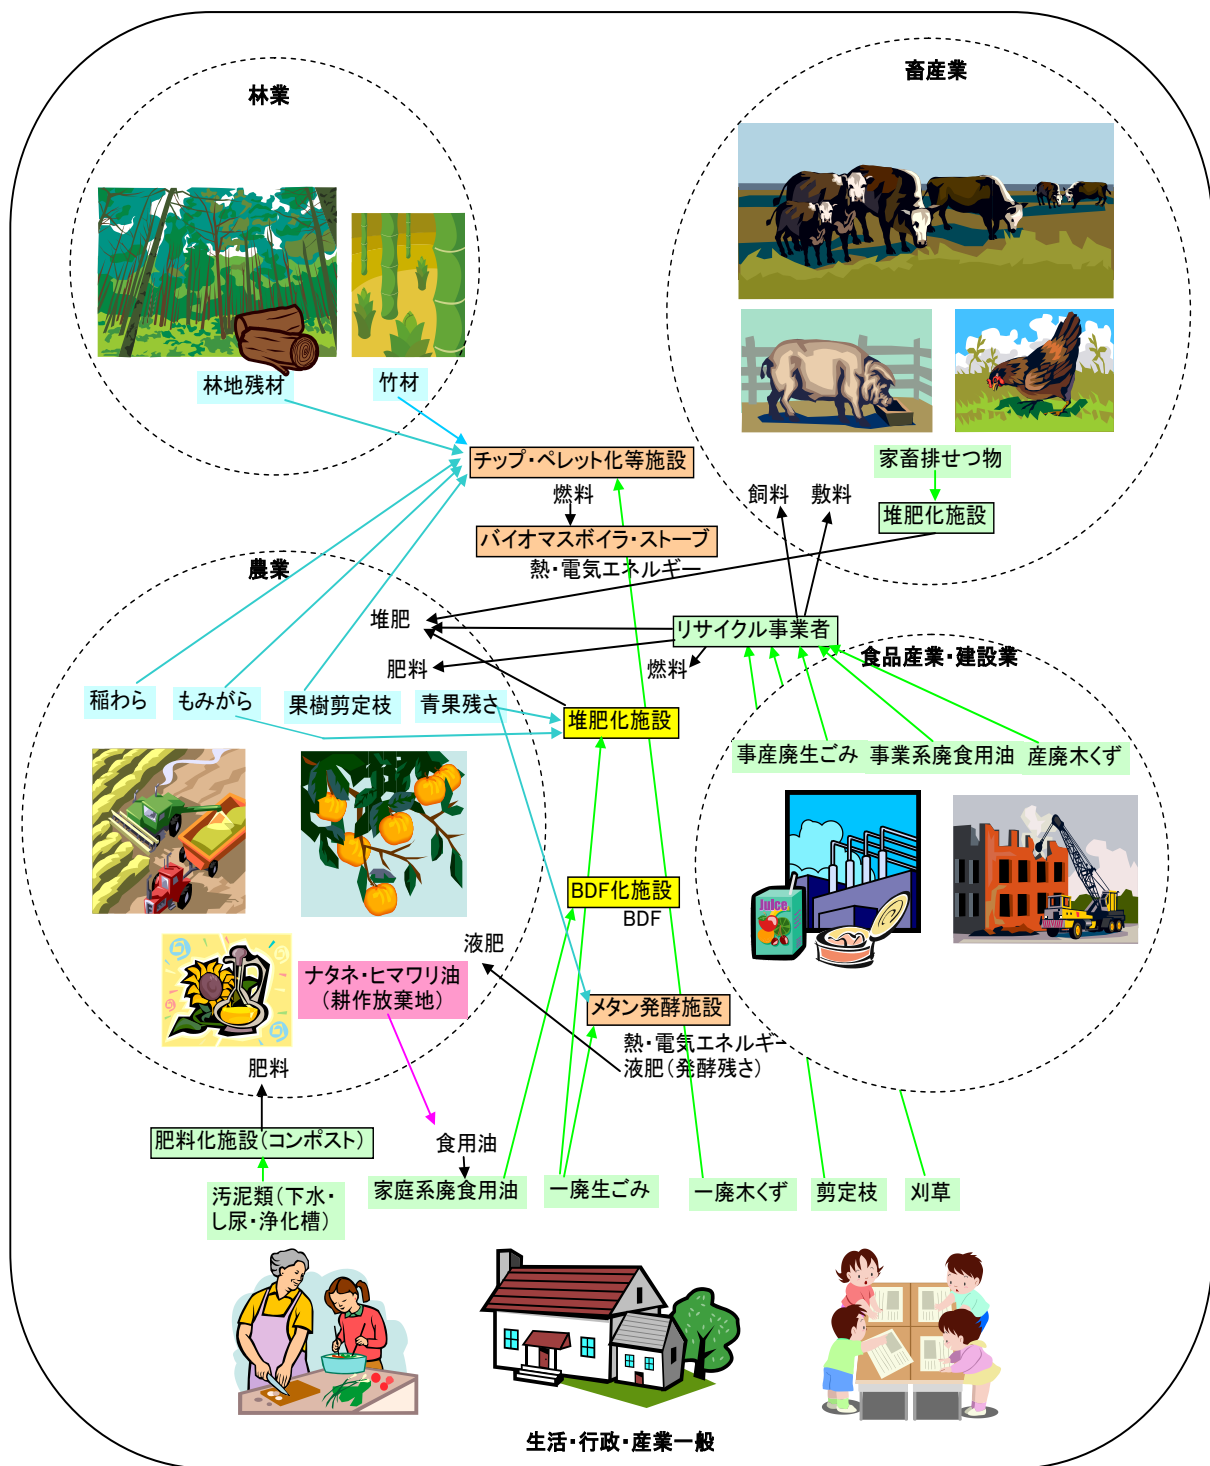 林業
畜産業
林地残材
竹材
家畜排せつ物
チップ・ペレット化等施設
燃料
飼料
敷料
堆肥化施設
バイオマスボイラ・ストーブ
熱・電気エネルギー
農業
堆肥
リサイクル事業者
食品産業・建設業
肥料
燃料
稲わら
もみがら
果樹剪定枝
青果残さ
堆肥化施設
事産廃生ごみ
事業系廃食用油
産廃木くず
Juice
BDF化施設
BDF
液肥
ナタネ・ヒマワリ油
（耕作放棄地）
メタン発酵施設
熱・電気エネルギー
液肥（発酵残さ）
肥料
肥料化施設（コンポスト）
食用油
汚泥類（下水・
し尿・浄化槽）
家庭系廃食用油
一廃生ごみ
一廃木くず
剪定枝
刈草
生活・行政・産業一般